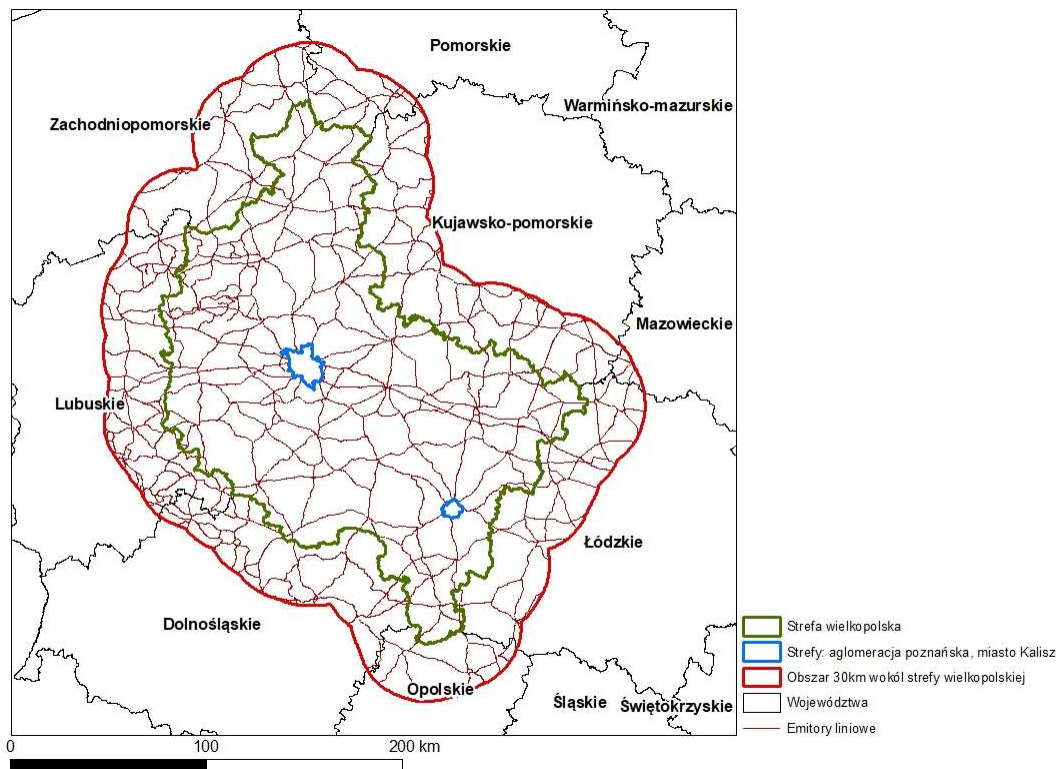 Pomorskie
Warmińsko-mazurskie
Zachodniopomorskie
Kujawsko-pomorskie
Mazowieckie
Lubuskie
Łódzkie
Dolnośląskie
Opolskie
Śląskie
Świętokrzyskie
Strefa wielkopolska
Strefy: aglomeracja poznańska, miasto Kalisz
Obszar 30km wokól strefy wielkopolskiej
Województwa
Emitory liniowe
0 100 200 km